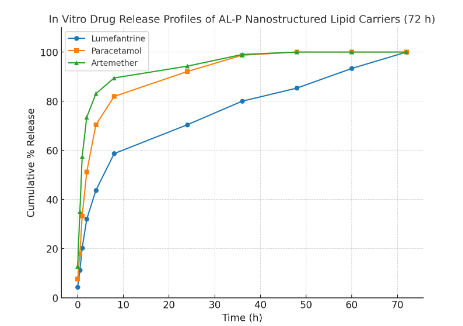 In Vitro Drug Release Profiles of AL-P Nanostructured Lipid Carriers (72 h)
Lumefantrine
Paracetamol
Artemether
Cumulative % Release
100
80
60
40
20
0
0 10 20 30 40 50 60 70
Time (h)